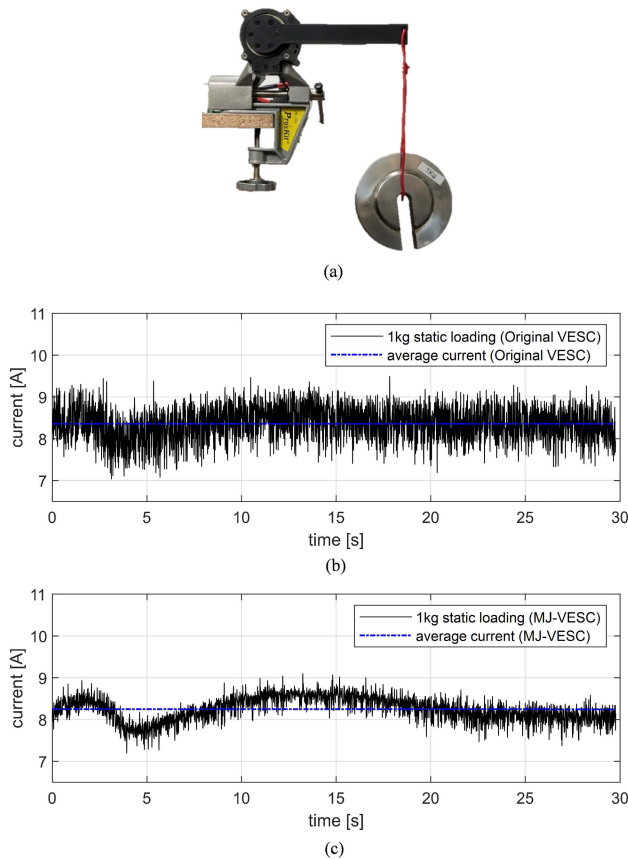 ProsKit
1KG
(a)
11
10
9
8
7
current [A]
1kg static loading (Original VESC)
average current (Original VESC)
0 5 10 15 20 25 30
time [s]
(b)
11
10
9
8
7
current [A]
1kg static loading (MJ-VESC)
average current (MJ-VESC)
0 5 10 15 20 25 30
time [s]
(c)